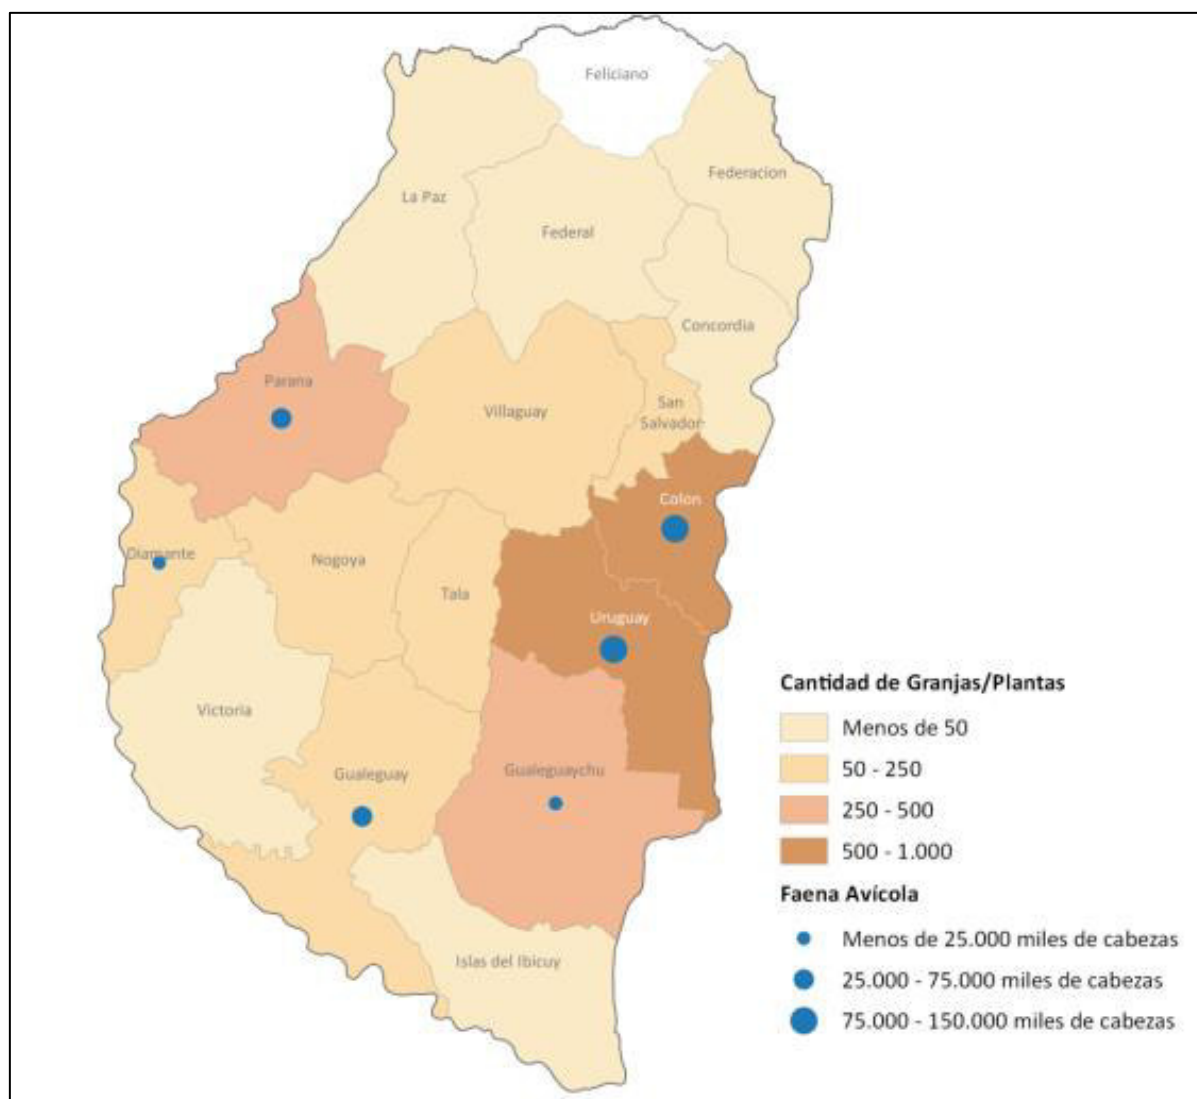 Feliciano
Federacion
La Paz
Federal
Concordia
Parana
San
Salvador
Villaguay
Colon
Diamante
Nogoya
Tala
Uruguay
Victoria
Gualeguay
Gualeguaychu
Islas del Ibicuy
Cantidad de Granjas/Plantas
Menos de 50
50 - 250
250 - 500
500 - 1.000
Faena Avícola
Menos de 25.000 miles de cabezas
25.000 - 75.000 miles de cabezas
75.000 - 150.000 miles de cabezas